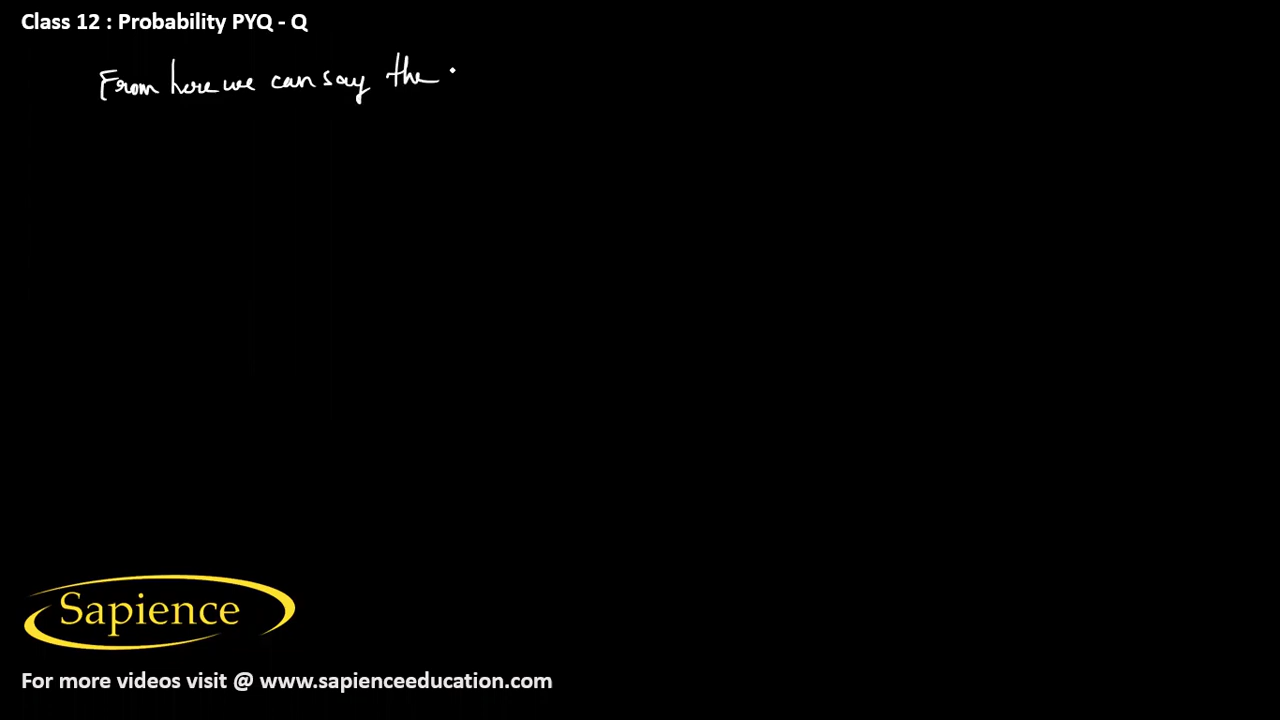 Class 12 : Probability PYQ - Q
From here we can say the
Sapience
For more videos visit @ www.sapienceeducation.com